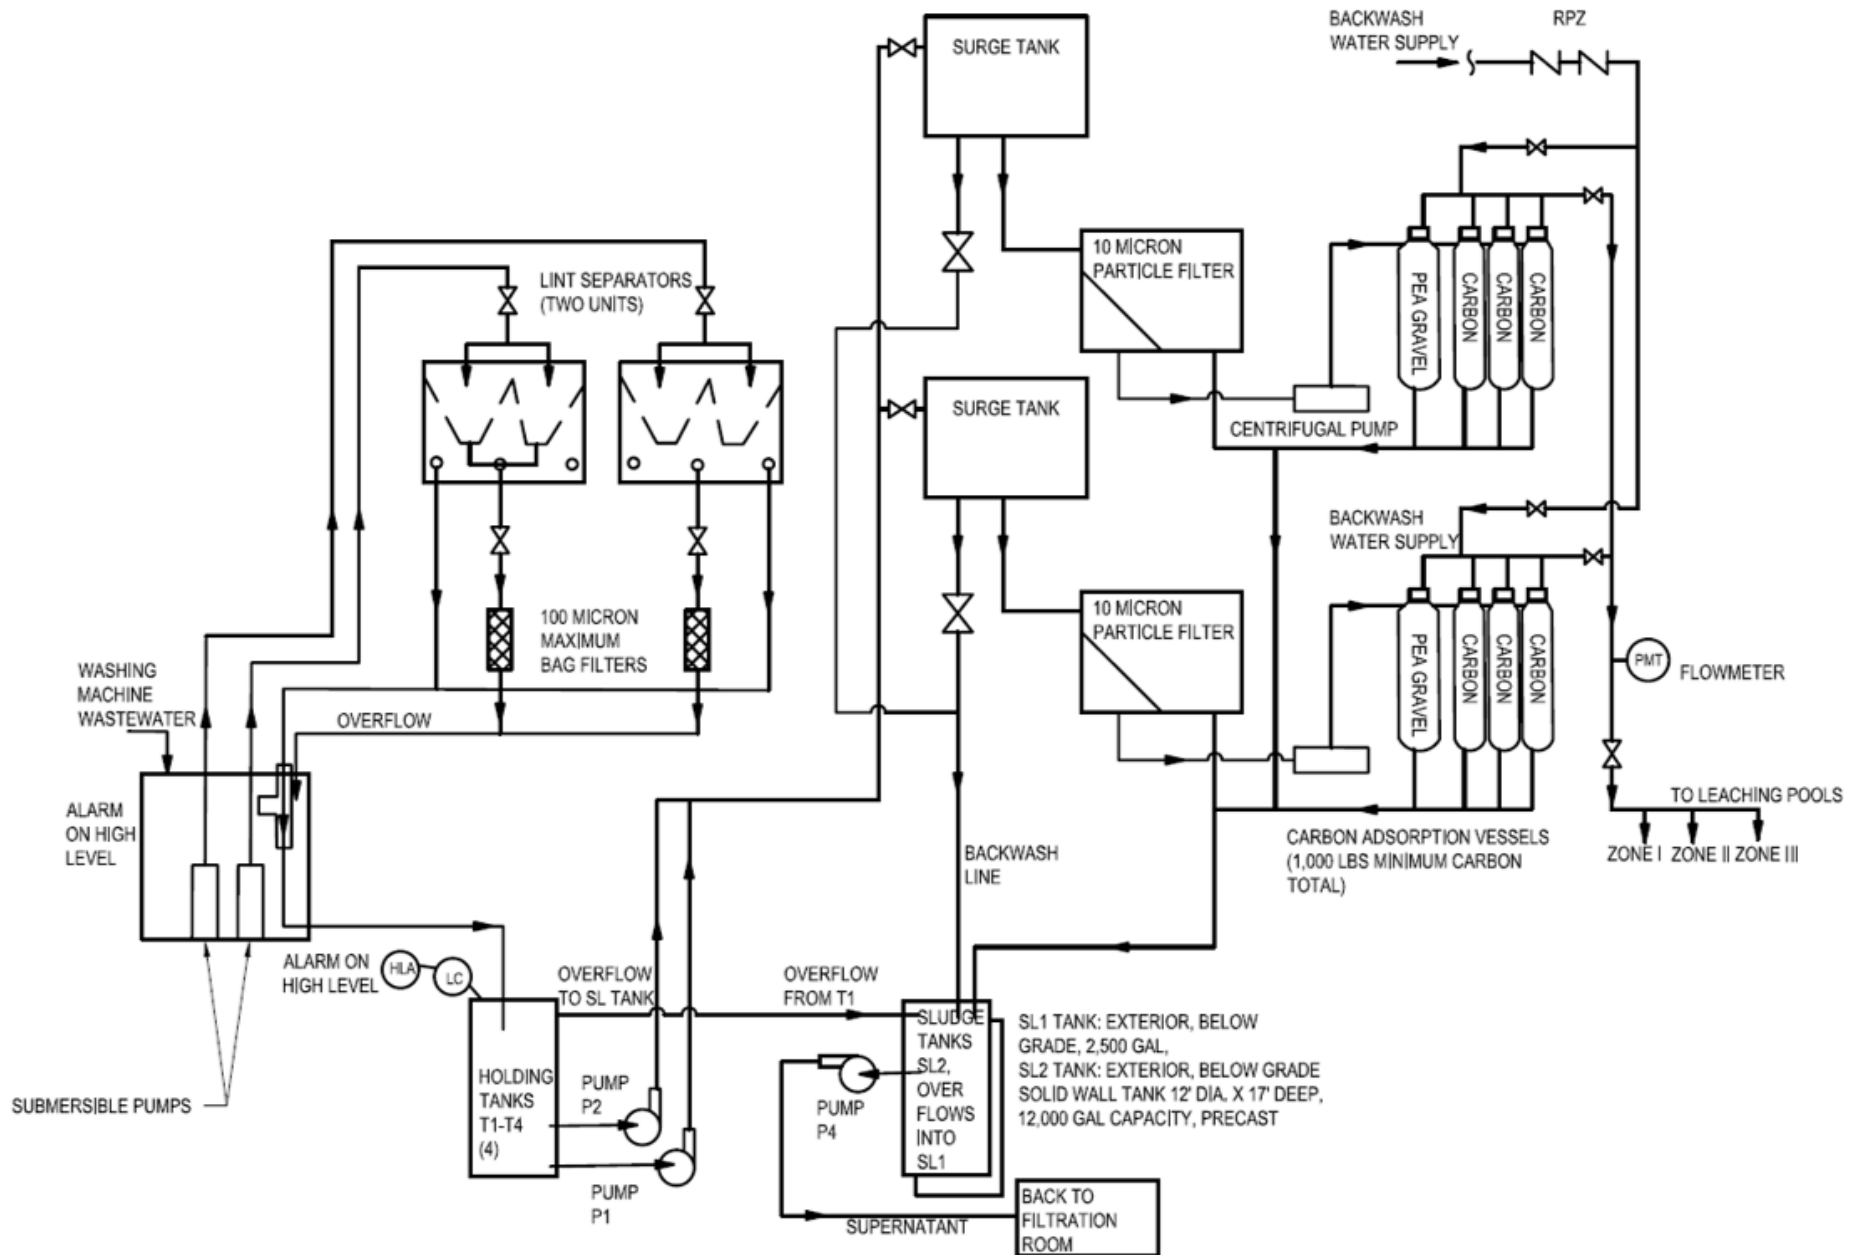 BACKWASH
WATER SUPPLY
RPZ
SURGE TANK
10 MICRON
PARTICLE FILTER
PEA GRAVEL
CARBON
CARBON
CARBON
LINT SEPARATORS
(TWO UNITS)
CENTRIFUGAL PUMP
SURGE TANK
BACKWASH
WATER SUPPLY
10 MICRON
PARTICLE FILTER
PEA GRAVEL
CARBON
CARBON
CARBON
100 MICRON
MAXIMUM
BAG FILTERS
WASHING
MACHINE
WASTEWATER
OVERFLOW
PMT
FLOWMETER
ALARM
ON HIGH
LEVEL
TO LEACHING POOLS
ZONE I
ZONE II
ZONE III
CARBON ADSORPTION VESSELS
(1,000 LBS MINIMUM CARBON
TOTAL)
BACKWASH
LINE
ALARM ON
HIGH LEVEL
HLA
LC
OVERFLOW
TO SL TANK
OVERFLOW
FROM T1
SUBMERSIBLE PUMPS
HOLDING
TANKS
T1-T4
(4)
PUMP
P2
PUMP
P1
PUMP
P4
SLUDGE
TANKS
SL2,
OVER
FLOWS
INTO
SL1
SL1 TANK: EXTERIOR, BELOW
GRADE, 2,500 GAL,
SL2 TANK: EXTERIOR, BELOW GRADE
SOLID WALL TANK 12' DIA. X 17' DEEP,
12,000 GAL CAPACITY, PRECAST
SUPERNATANT
BACK TO
FILTRATION
ROOM